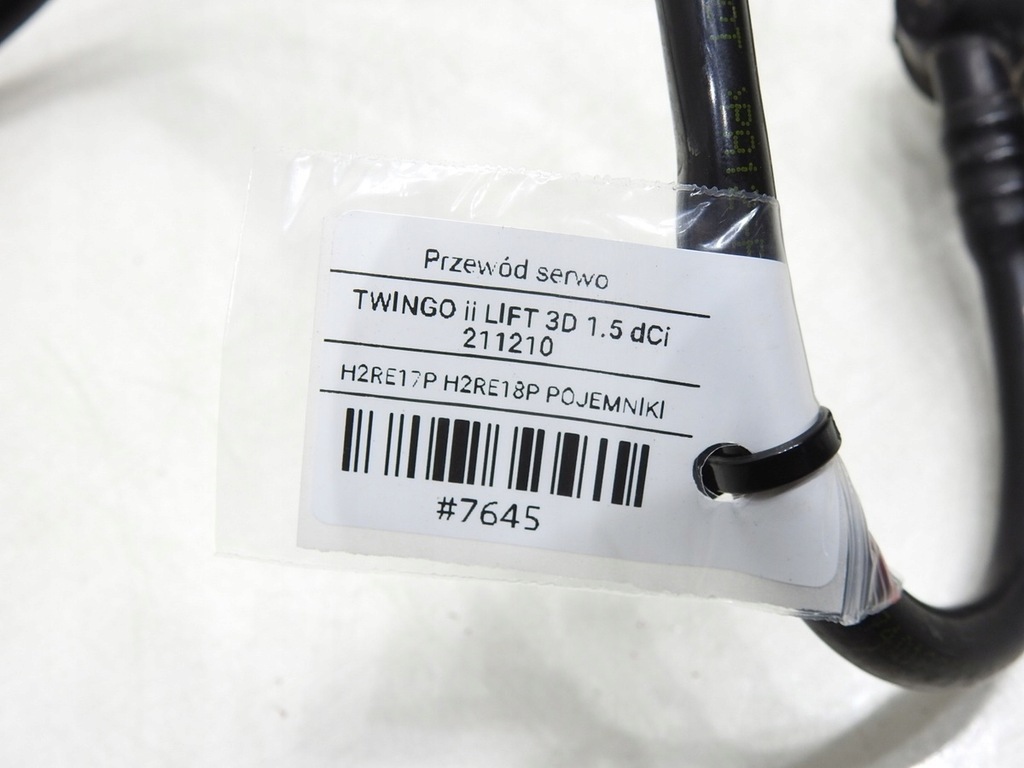 Przewód serwo
TWINGO ii LIFT 3D 1.5 dCi
211210
H2RE17P H2RE18P POJEMNIKI
#7645